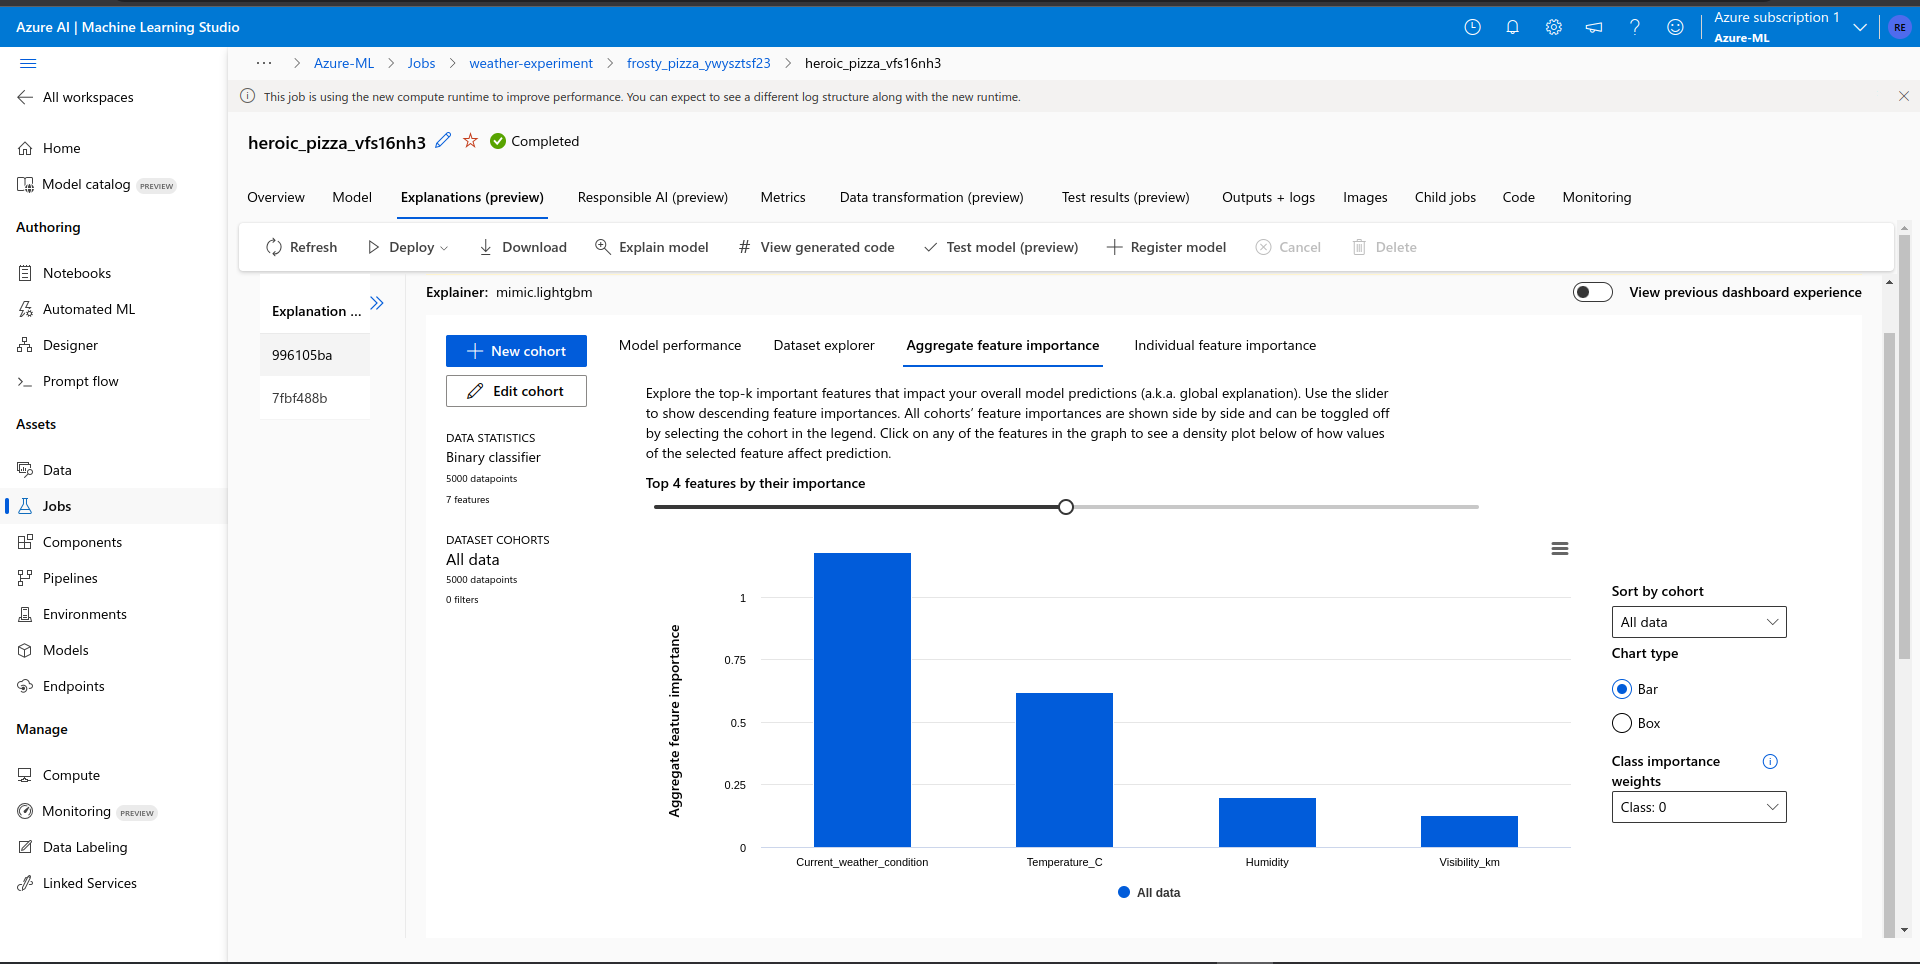 Azure AI | Machine Learning Studio
Azure subscription 1
Azure-ML
RE
All workspaces
Home
Model catalog PREVIEW
Authoring
Notebooks
Automated ML
Designer
Prompt flow
Assets
Data
Jobs
Components
Pipelines
Environments
Models
Endpoints
Manage
Compute
Monitoring PREVIEW
Data Labeling
Linked Services
··· > Azure-ML > Jobs > weather-experiment > frosty_pizza_ywysztsf23 > heroic_pizza_vfs16nh3
This job is using the new compute runtime to improve performance. You can expect to see a different log structure along with the new runtime.
heroic_pizza_vfs16nh3 Completed
Overview Model Explanations (preview) Responsible AI (preview) Metrics Data transformation (preview) Test results (preview) Outputs + logs Images Child jobs Code Monitoring
Refresh Deploy Download Explain model # View generated code Test model (preview) Register model Cancel Delete
Explanation ...
996105ba
7fbf488b
Explainer: mimic.lightgbm
View previous dashboard experience
New cohort
Edit cohort
DATA STATISTICS
Binary classifier
5000 datapoints
7 features
DATASET COHORTS
All data
5000 datapoints
0 filters
Model performance Dataset explorer Aggregate feature importance Individual feature importance
Explore the top-k important features that impact your overall model predictions (a.k.a. global explanation). Use the slider
to show descending feature importances. All cohorts’ feature importances are shown side by side and can be toggled off
by selecting the cohort in the legend. Click on any of the features in the graph to see a density plot below of how values
of the selected feature affect prediction.
Top 4 features by their importance
Aggregate feature importance
1
0.75
0.5
0.25
0
Current_weather_condition Temperature_C Humidity Visibility_km
All data
Sort by cohort
All data
Chart type
Bar
Box
Class importance
weights
Class: 0